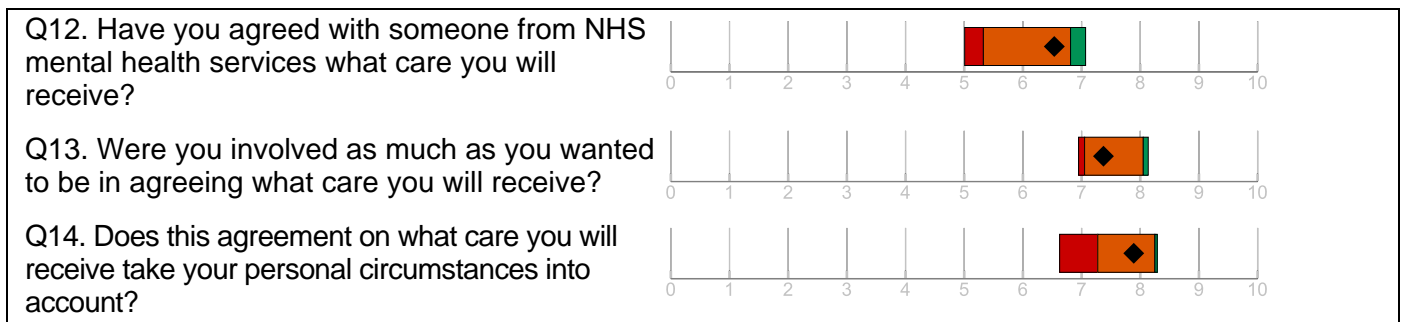 Q12. Have you agreed with someone from NHS
mental health services what care you will
receive?
0 1 2 3 4 5 6 7 8 9 10
Q13. Were you involved as much as you wanted
to be in agreeing what care you will receive?
0 1 2 3 4 5 6 7 8 9 10
Q14. Does this agreement on what care you will
receive take your personal circumstances into
account?
0 1 2 3 4 5 6 7 8 9 10